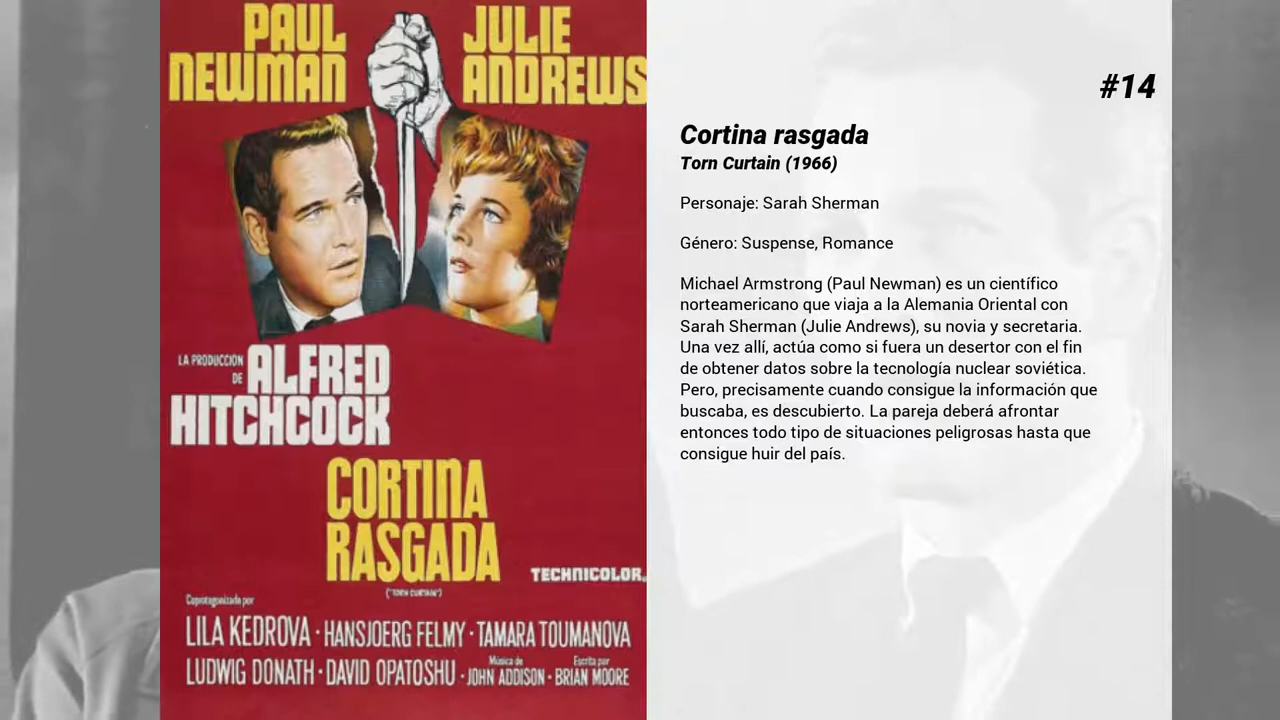 PAUL
NEWMAN
JULIE
ANDREWS
LA PRODUCCION
DE
ALFRED
HITCHCOCK
CORTINA
RASGADA
("TORN CURTAIN")
TECHNICOLOR.
Coprotagonizada por
LILA KEDROVA · HANSJOERG FELMY · TAMARA TOUMANOVA
LUDWIG DONATH · DAVID OPATOSHU · Música de JOHN ADDISON · Escrita por BRIAN MOORE
#14
Cortina rasgada
Torn Curtain (1966)
Personaje: Sarah Sherman
Género: Suspense, Romance
Michael Armstrong (Paul Newman) es un científico
norteamericano que viaja a la Alemania Oriental con
Sarah Sherman (Julie Andrews), su novia y secretaria.
Una vez allí, actúa como si fuera un desertor con el fin
de obtener datos sobre la tecnología nuclear soviética.
Pero, precisamente cuando consigue la información que
buscaba, es descubierto. La pareja deberá afrontar
entonces todo tipo de situaciones peligrosas hasta que
consigue huir del país.